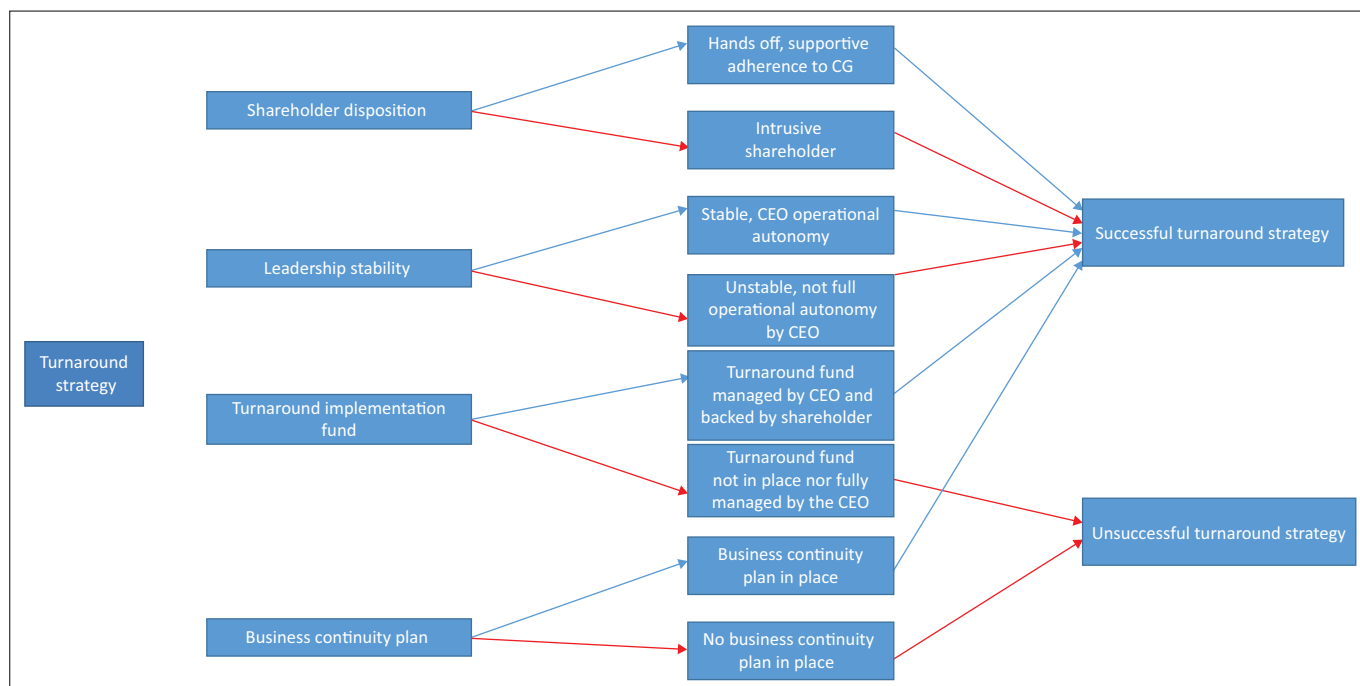 Turnaround
strategy
Shareholder disposition
Leadership stability
Turnaround implementation
fund
Business continuity plan
Hands off, supportive
adherence to CG
Intrusive
shareholder
Stable, CEO operational
autonomy
Unstable, not full
operational autonomy
by CEO
Turnaround fund
managed by CEO and
backed by shareholder
Turnaround fund
not in place nor fully
managed by the CEO
Business continuity
plan in place
No business continuity
plan in place
Successful turnaround strategy
Unsuccessful turnaround strategy